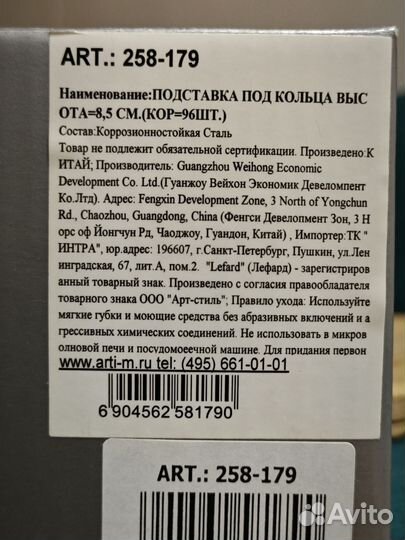 ART.: 258-179
Наименование:ПОДСТАВКА ПОД КОЛЬЦА ВЫС
ОТА=8,5 СМ.(КОР=96ШТ.)
Состав:Коррозионностойкая Сталь
Товар не подлежит обязательной сертификации. Произведено:К
ИТАЙ; Производитель: Guangzhou Weihong Economic
Development Co. Ltd.(Гуанжоу Вейхон Экономик Девеломпент
Ко.Лтд). Адрес: Fengxin Development Zone, 3 North of Yongchun
Rd., Chaozhou, Guangdong, China (Фенгси Девелопмент Зон, 3 Н
орс оф Йонгчун Рд, Чаоджоу, Гуандон, Китай) , Импортер:ТК "
ИНТРА", юр.адрес: 196607, г.Санкт-Петербург, Пушкин, ул.Лен
инградская, 67, лит.А, пом.2. "Lefard" (Лефард) - зарегистриров
анный товарный знак. Произведено с согласия правообладателя
товарного знака ООО "Арт-стиль"; Правило ухода: Используйте
мягкие губки и моющие средства без абразивных включений и а
грессивных химических соединений. Не использовать в микров
олновой печи и посудомоеечной машине. Для придания первон
www.arti-m.ru tel: (495) 661-01-01
6 904562 581790
ART.: 258-179
Avito